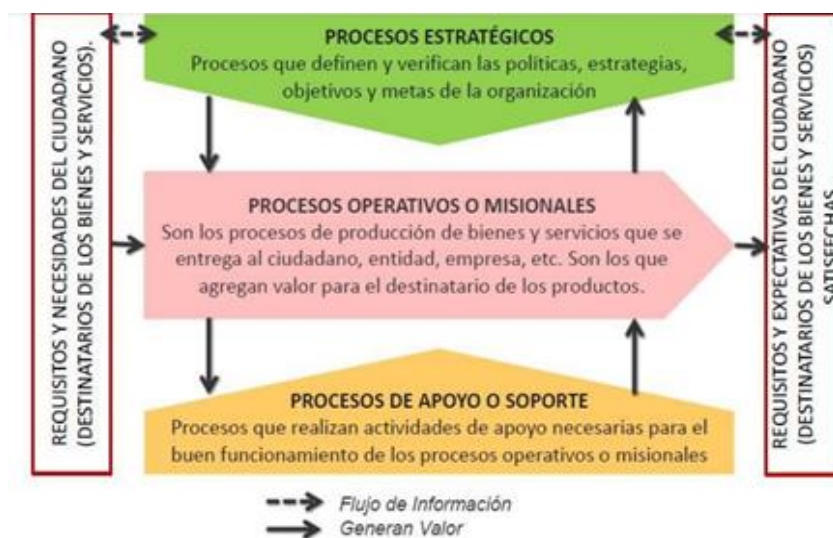 REQUISITOS Y NECESIDADES DEL CIUDADANO
(DESTINATARIOS DE LOS BIENES Y SERVICIOS).
PROCESOS ESTRATÉGICOS
Procesos que definen y verifican las políticas, estrategias,
objetivos y metas de la organización
PROCESOS OPERATIVOS O MISIONALES
Son los procesos de producción de bienes y servicios que se
entrega al ciudadano, entidad, empresa, etc. Son los que
agregan valor para el destinatario de los productos.
PROCESOS DE APOYO O SOPORTE
Procesos que realizan actividades de apoyo necesarias para el
buen funcionamiento de los procesos operativos o misionales
REQUISITOS Y EXPECTATIVAS DEL CIUDADANO
(DESTINATARIOS DE LOS BIENES Y SERVICIOS)
SATISFECHAS
Flujo de Información
Generan Valor